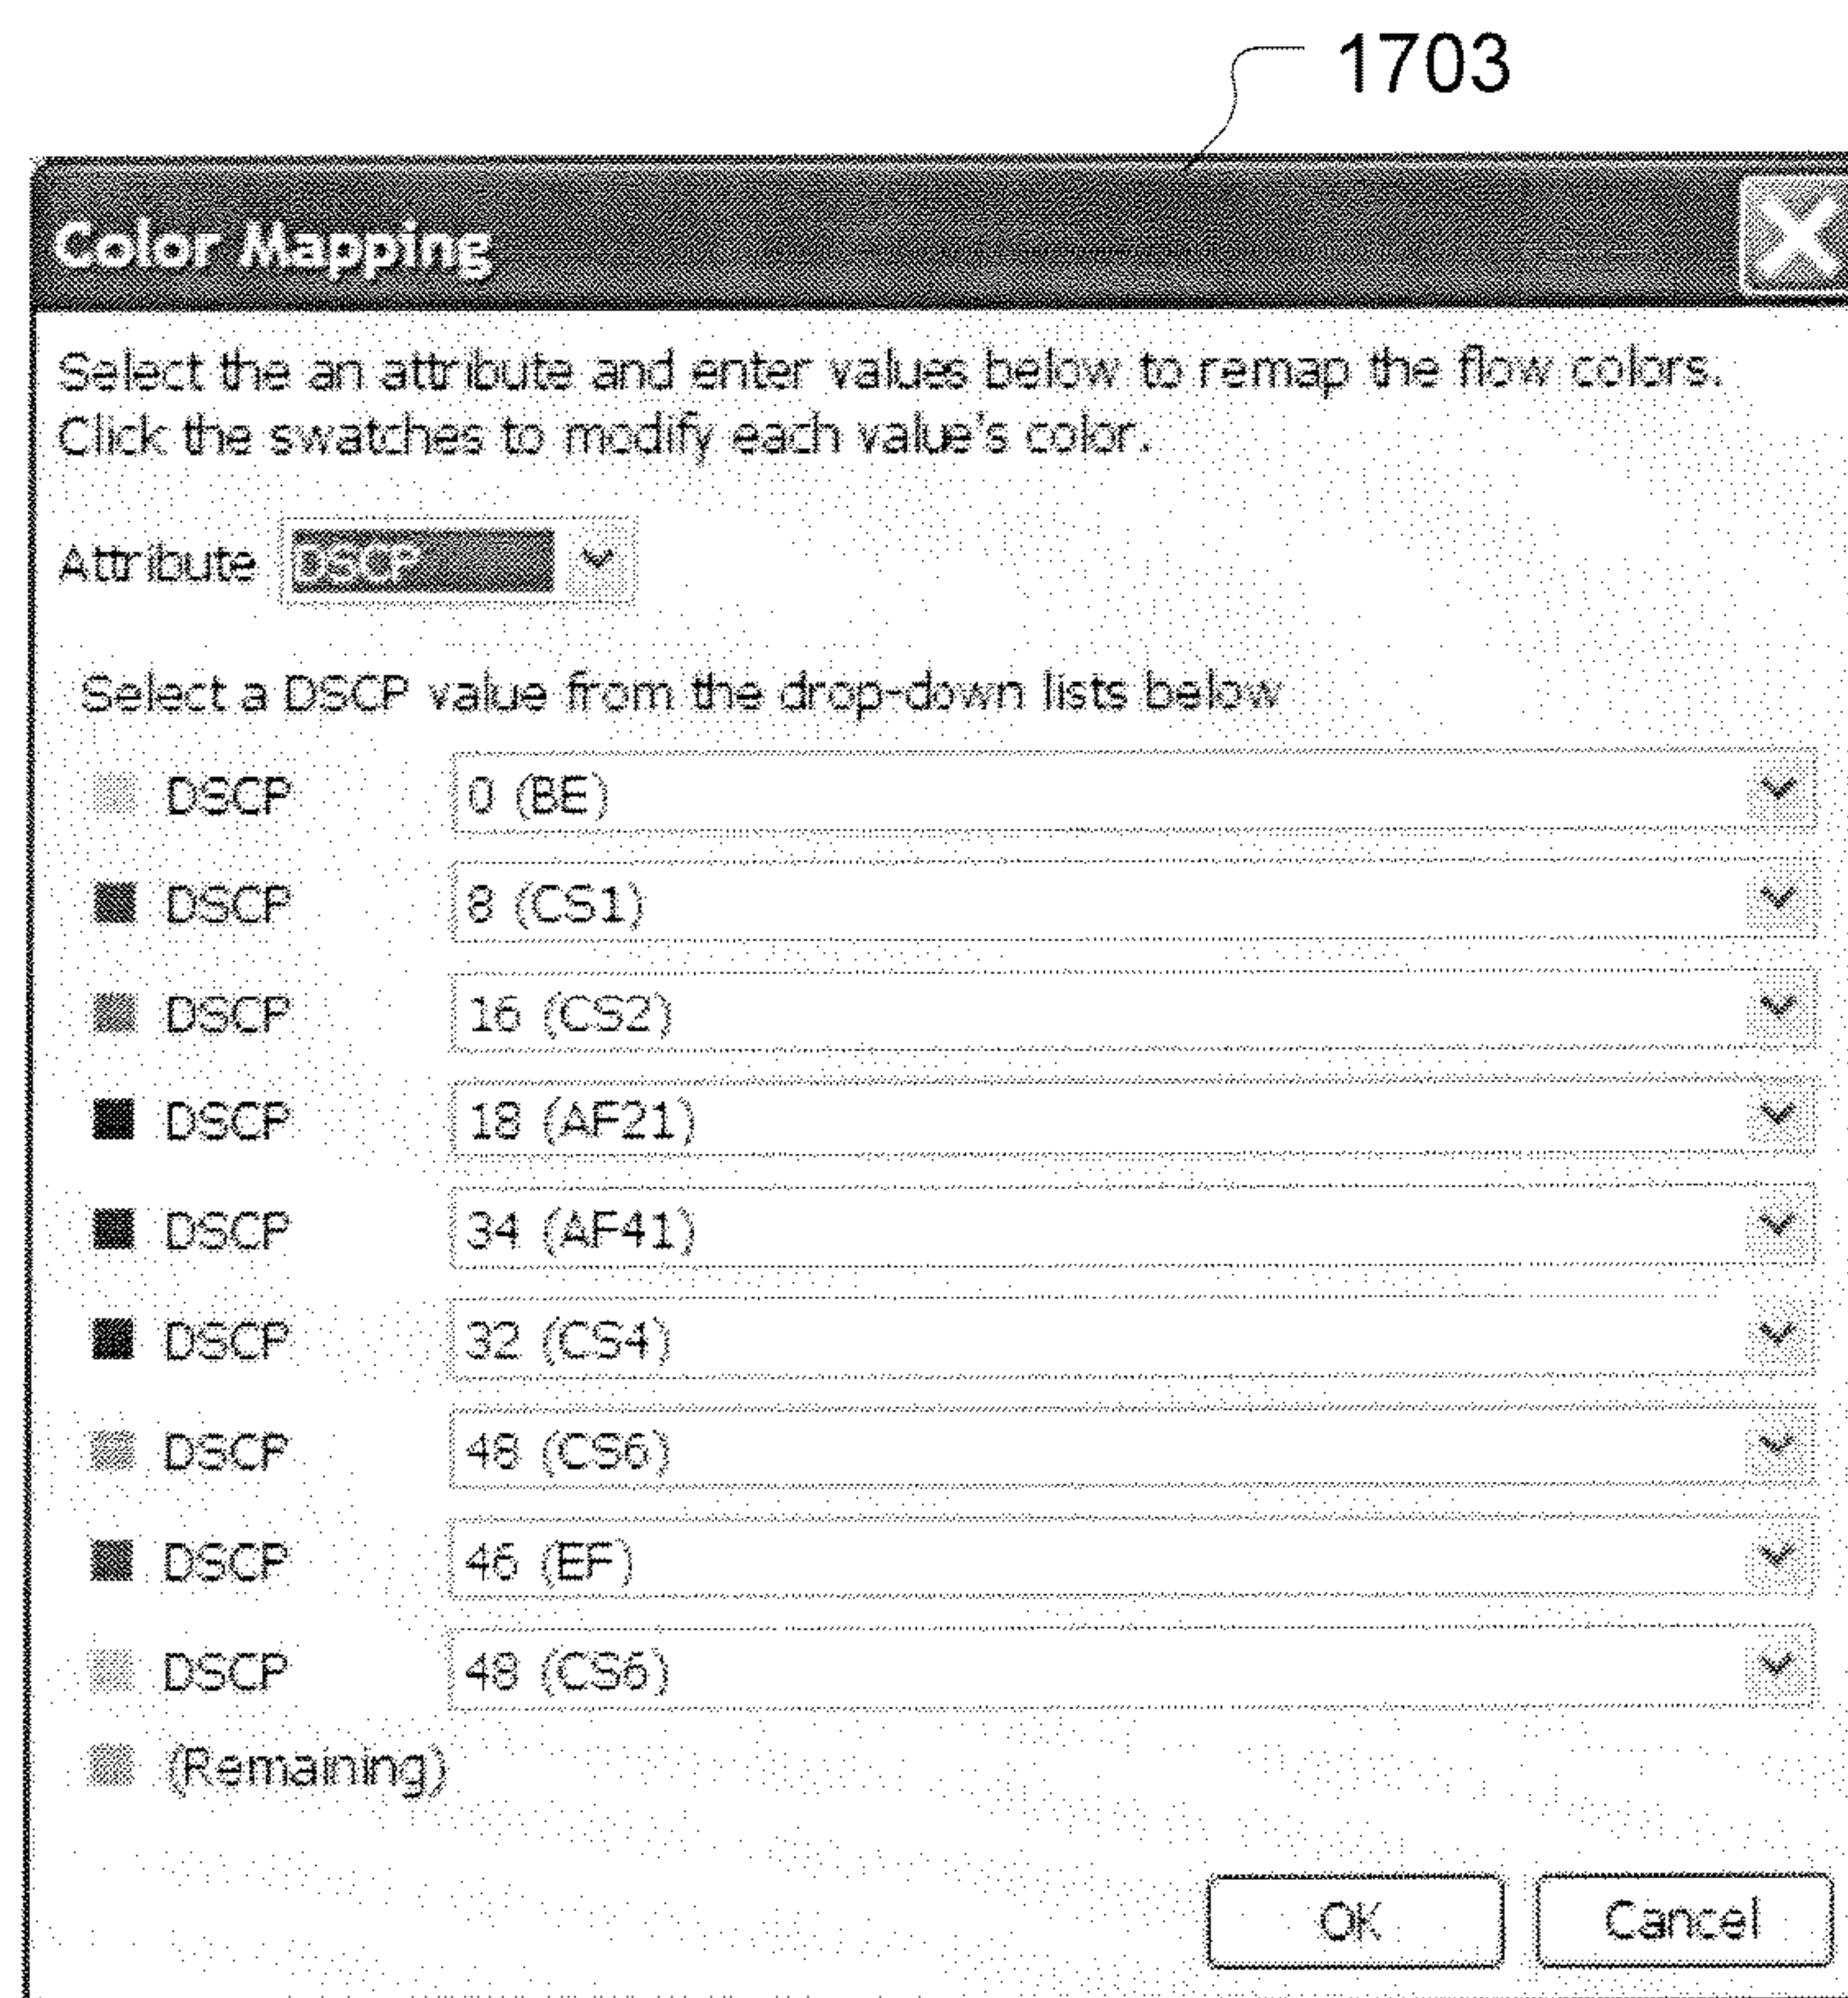 1703
Color Mapping
Select the an attribute and enter values below to remap the flow colors.
Click the swatches to modify each value's color.
Attribute DSCP
Select a DSCP value from the drop-down lists below
DSCP 0 (BE)
DSCP 8 (CS1)
DSCP 16 (CS2)
DSCP 18 (AF21)
DSCP 34 (AF41)
DSCP 32 (CS4)
DSCP 48 (CS6)
DSCP 46 (EF)
DSCP 48 (CS6)
(Remaining)
OK Cancel